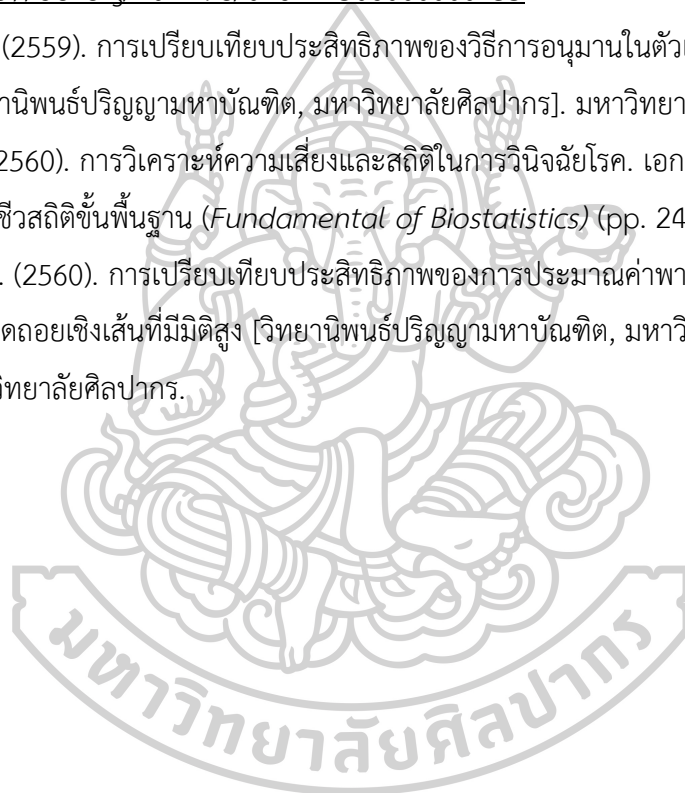 (2559). การเปรียบเทียบประสิทธิภาพของวิธีการอนุมานในตัว
านิพนธ์ปริญญามหาบัณฑิต, มหาวิทยาลัยศิลปากร]. มหาวิทยา
2560). การวิเคราะห์ความเสี่ยงและสถิติในการวินิจฉัยโรค. เอก
ชีวสถิติขั้นพื้นฐาน (Fundamental of Biostatistics) (pp. 24
. (2560). การเปรียบเทียบประสิทธิภาพของการประมาณค่าพา
ดถอยเชิงเส้นที่มีมิติสูง [วิทยานิพนธ์ปริญญามหาบัณฑิต, มหาวิ
วิทยาลัยศิลปากร.
มหาวิทยาลัยศิลปากร